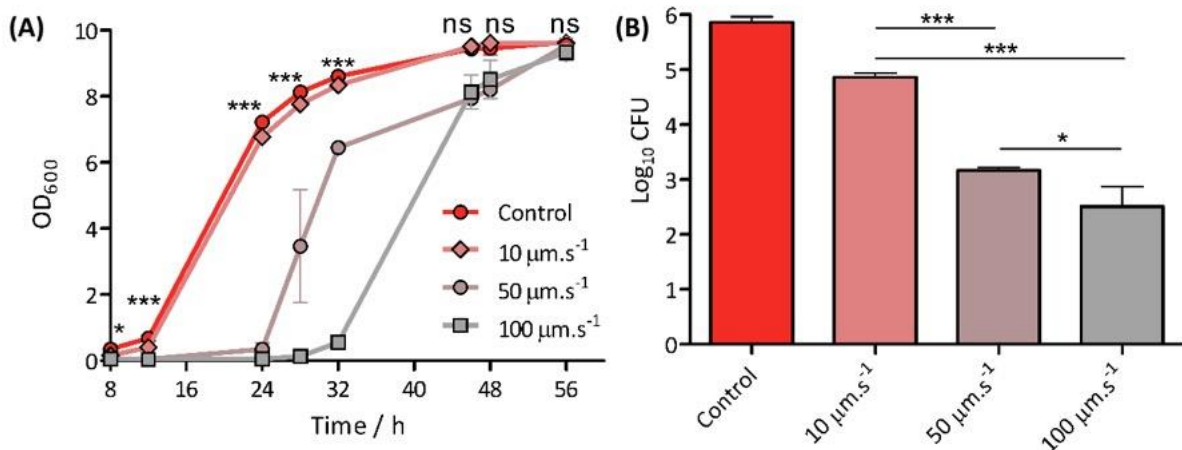 (A)
OD600
10
8
6
4
2
0
8
16
24
32
40
48
56
Time / h
*
***
***
***
***
ns
ns
ns
Control
10 µm.s-1
50 µm.s-1
100 µm.s-1
(B)
Log10 CFU
6
5
4
3
2
1
0
***
***
*
Control
10 µm.s-1
50 µm.s-1
100 µm.s-1